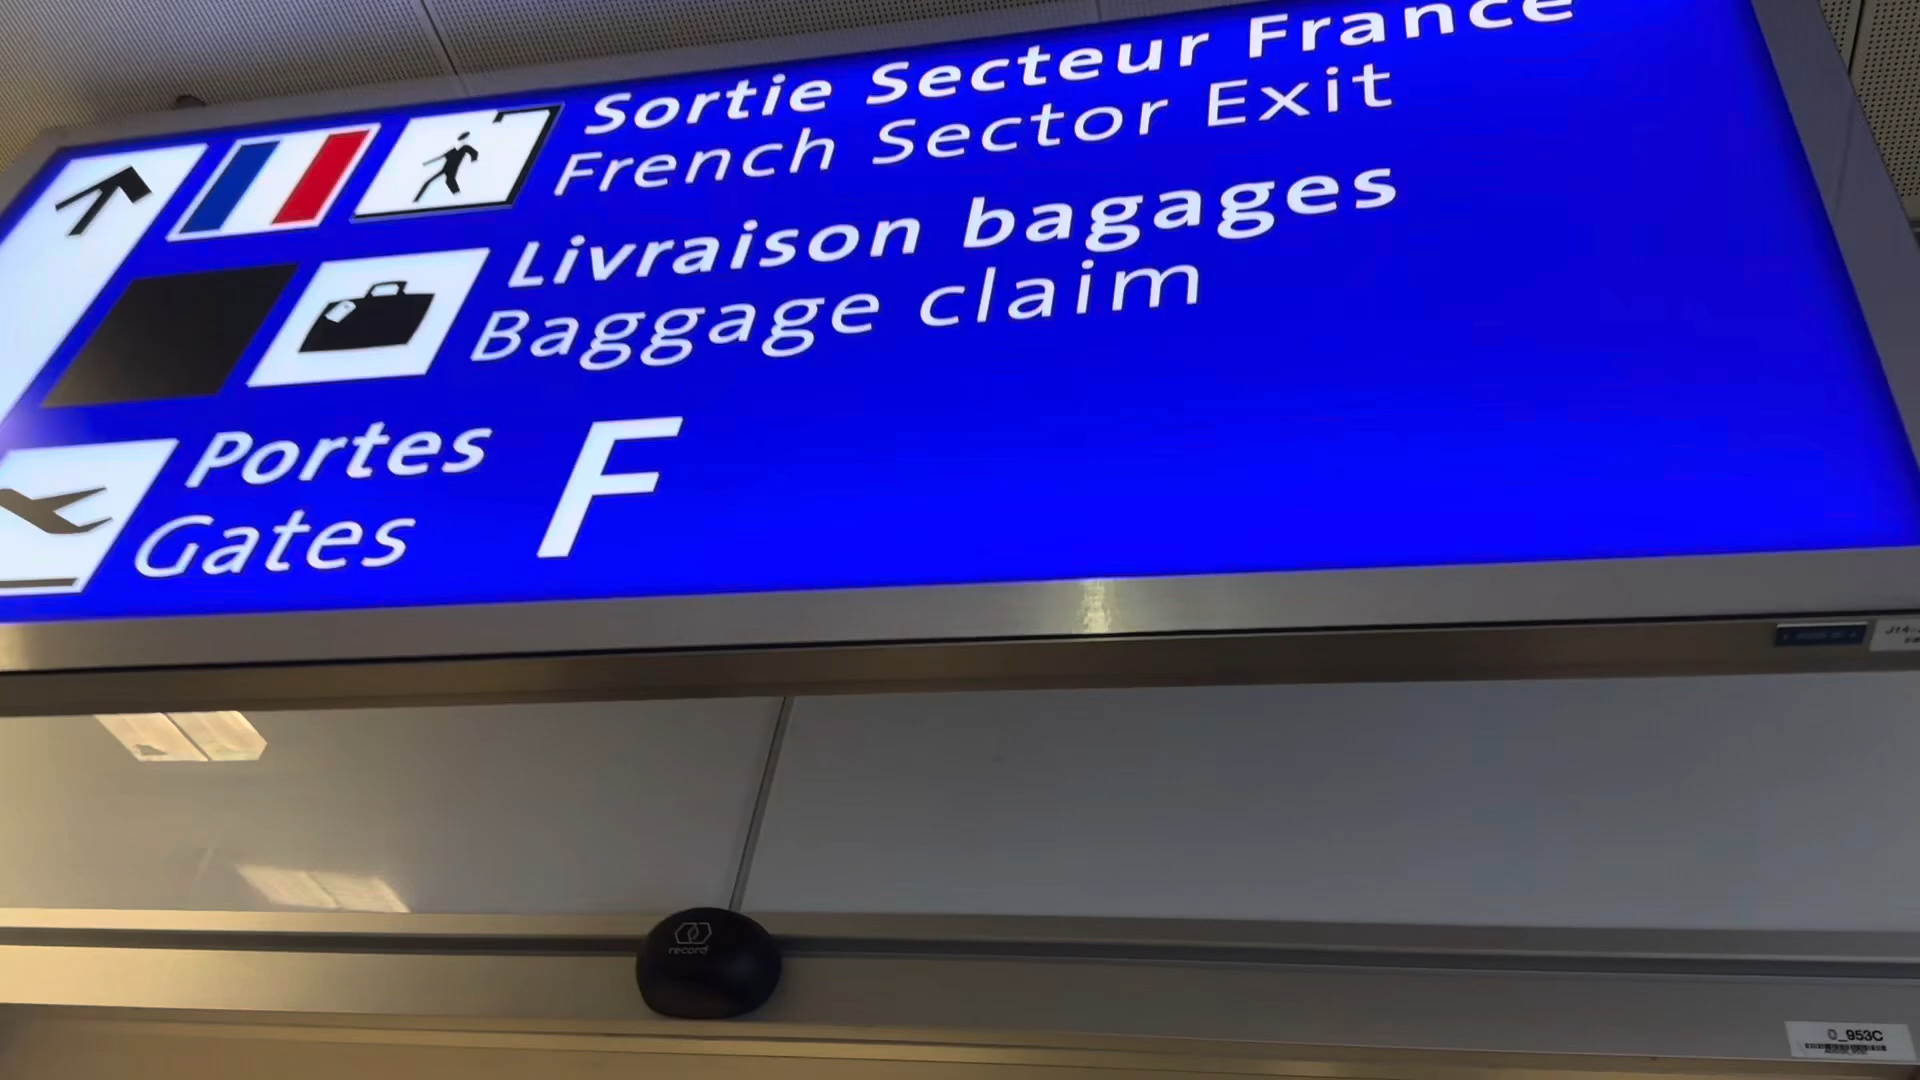 Sortie Secteur France
French Sector Exit
Livraison bagages
Baggage claim
Portes F
Gates
record
0_953C